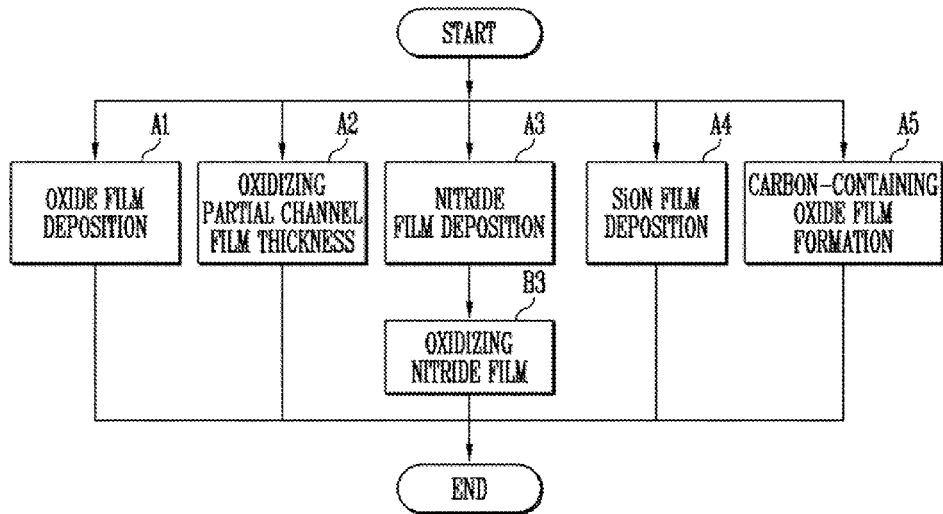 START
A1
A2
A3
A4
A5
OXIDE FILM
DEPOSITION
OXIDIZING
PARTIAL CHANNEL
FILM THICKNESS
NITRIDE
FILM DEPOSITION
SiON FILM
DEPOSITION
CARBON-CONTAINING
OXIDE FILM
FORMATION
B3
OXIDIZING
NITRIDE FILM
END